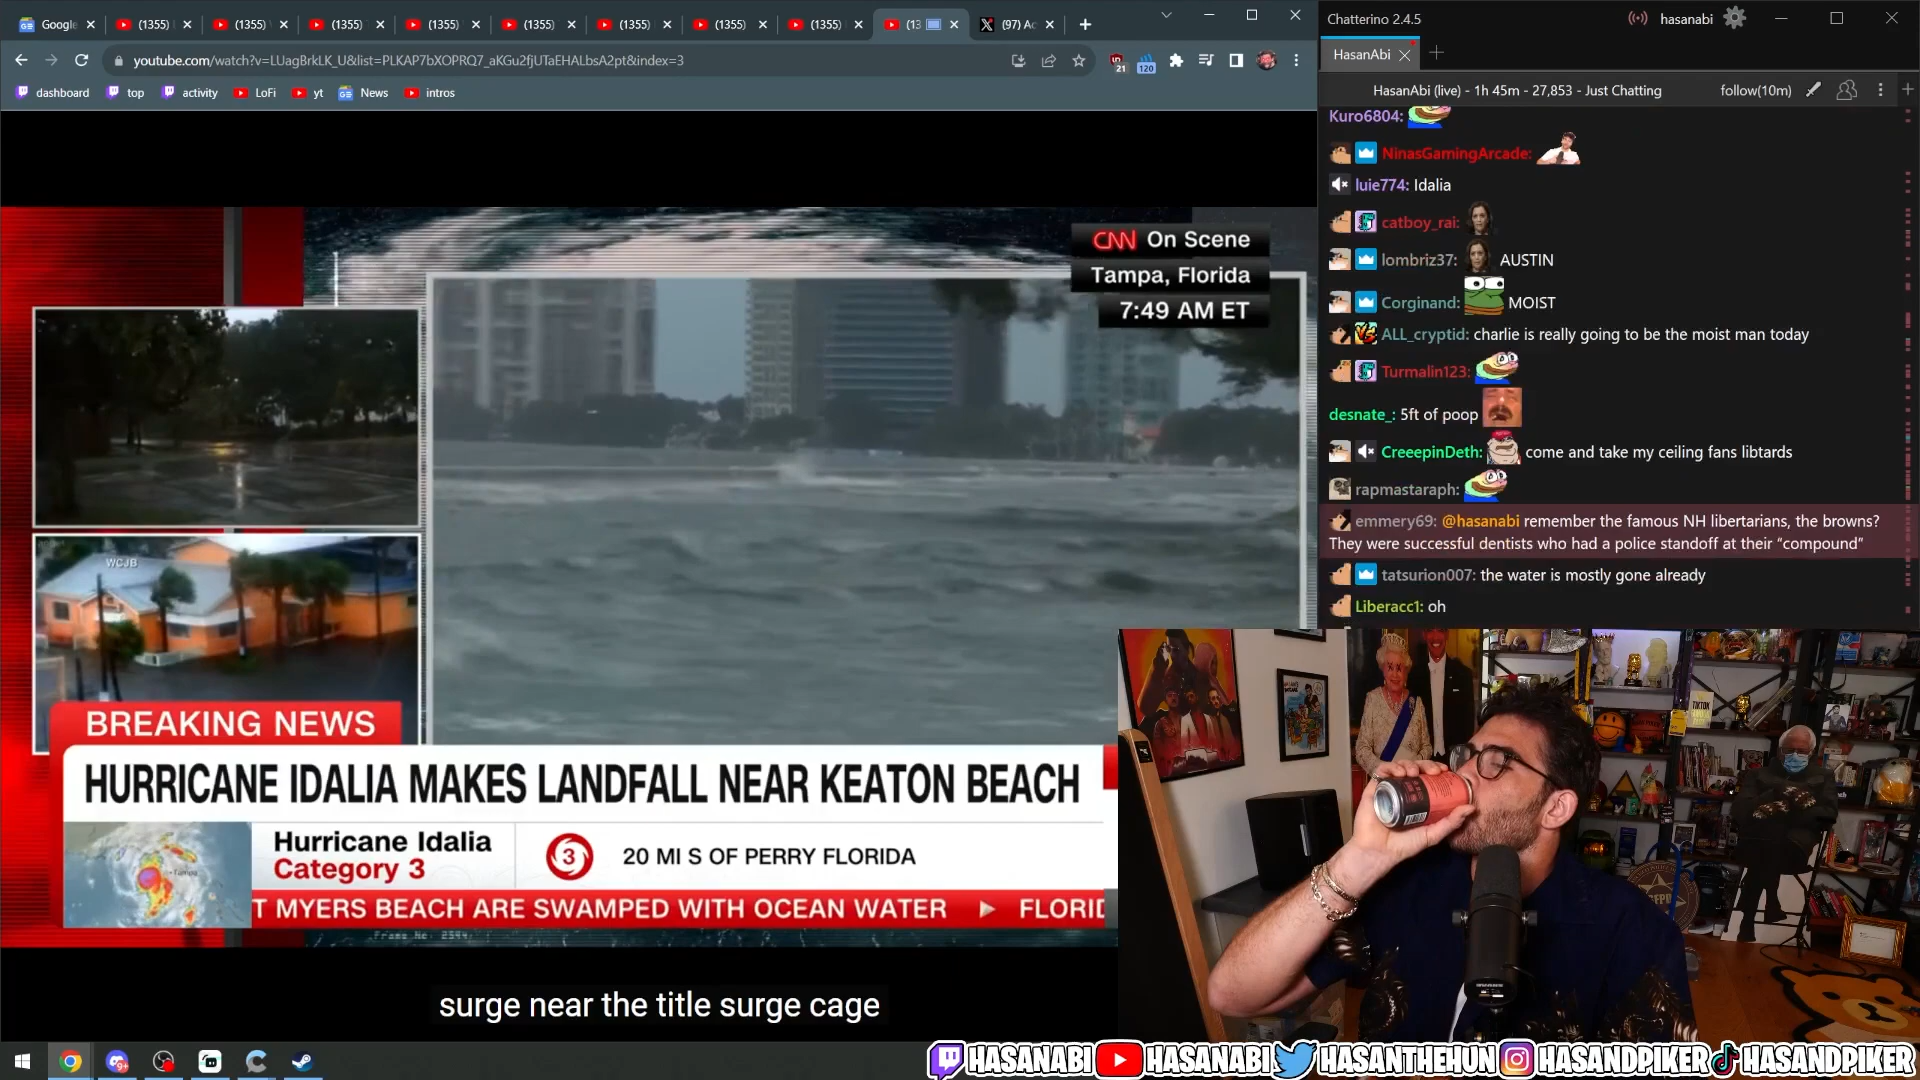 Google
(1355)
(1355)
(1355)
(1355)
(1355)
(1355)
(1355)
(1355)
(13
(97) Ac
youtube.com/watch?v=LUagBrkLK_U&list=PLKAP7bXOPRQ7_aKGu2fjUTaEHALbsA2pt&index=3
21
120
dashboard
top
activity
LoFi
yt
News
intros
CNN On Scene
Tampa, Florida
7:49 AM ET
WCJB
BREAKING NEWS
HURRICANE IDALIA MAKES LANDFALL NEAR KEATON BEACH
Hurricane Idalia
Category 3
3
20 MI S OF PERRY FLORIDA
Tampa
T MYERS BEACH ARE SWAMPED WITH OCEAN WATER
FLORID
surge near the title surge cage
Chatterino 2.4.5
hasanabi
HasanAbi
HasanAbi (live) - 1h 45m - 27,853 - Just Chatting
follow(10m)
Kuro6804:
NinasGamingArcade:
luie774: Idalia
catboy_rai:
lombriz37: AUSTIN
Corginand: MOIST
ALL_cryptid: charlie is really going to be the moist man today
Turmalin123:
desnate_: 5ft of poop
CreeepinDeth: come and take my ceiling fans libtards
rapmastaraph:
emmery69: @hasanabi remember the famous NH libertarians, the browns?
They were successful dentists who had a police standoff at their “compound”
tatsurion007: the water is mostly gone already
Liberacc1: oh
HASANABI
HASANABI
HASANTHEHUN
HASANDPIKER
HASANDPIKER